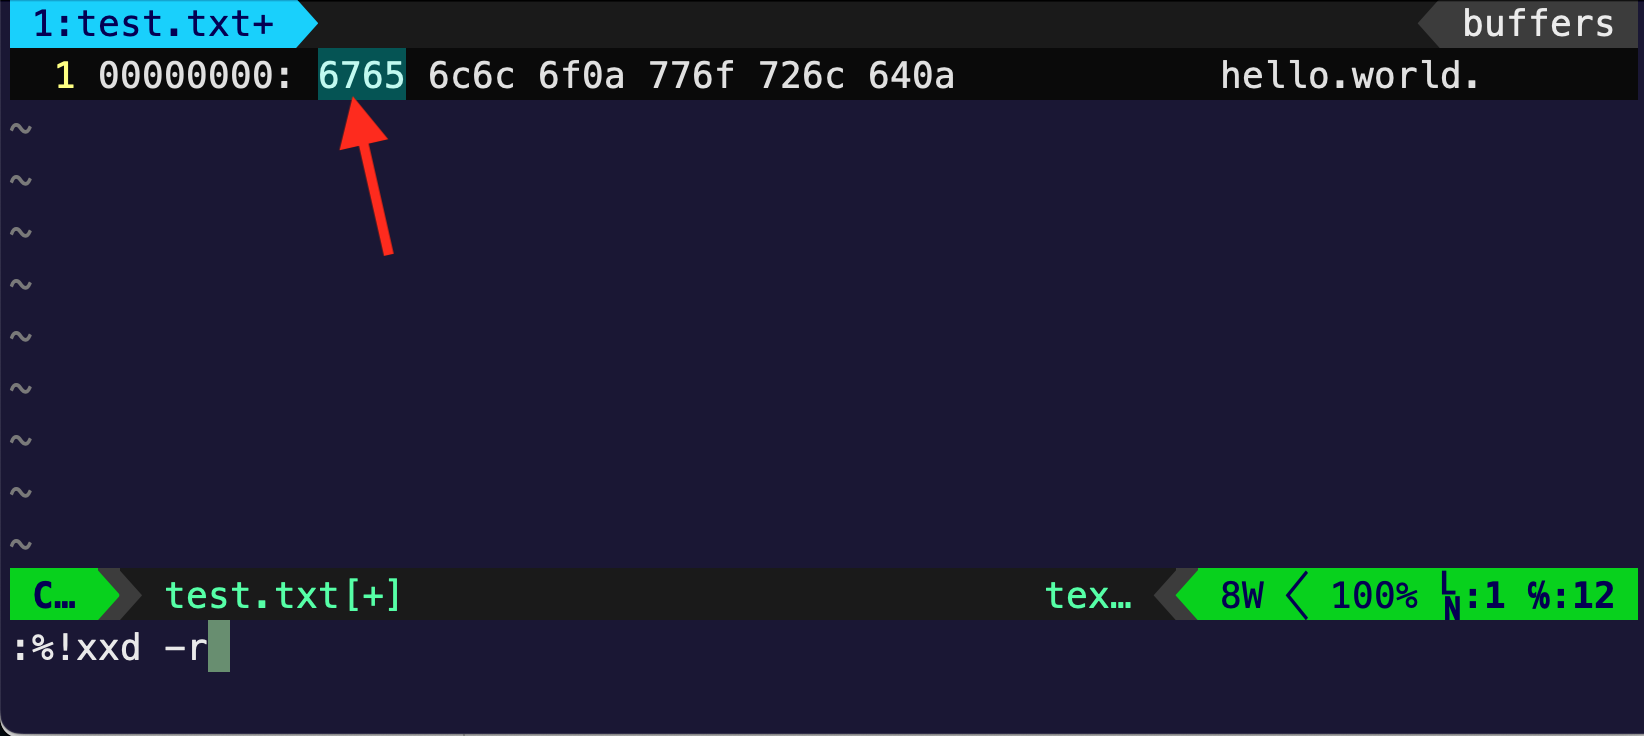 1:test.txt+ buffers
1 00000000: 6765 6c6c 6f0a 776f 726c 640a hello.world.
~
~
~
~
~
~
~
~
~
C… test.txt[+] tex… 8W 100% LN:1 ℅:12
:%!xxd -r